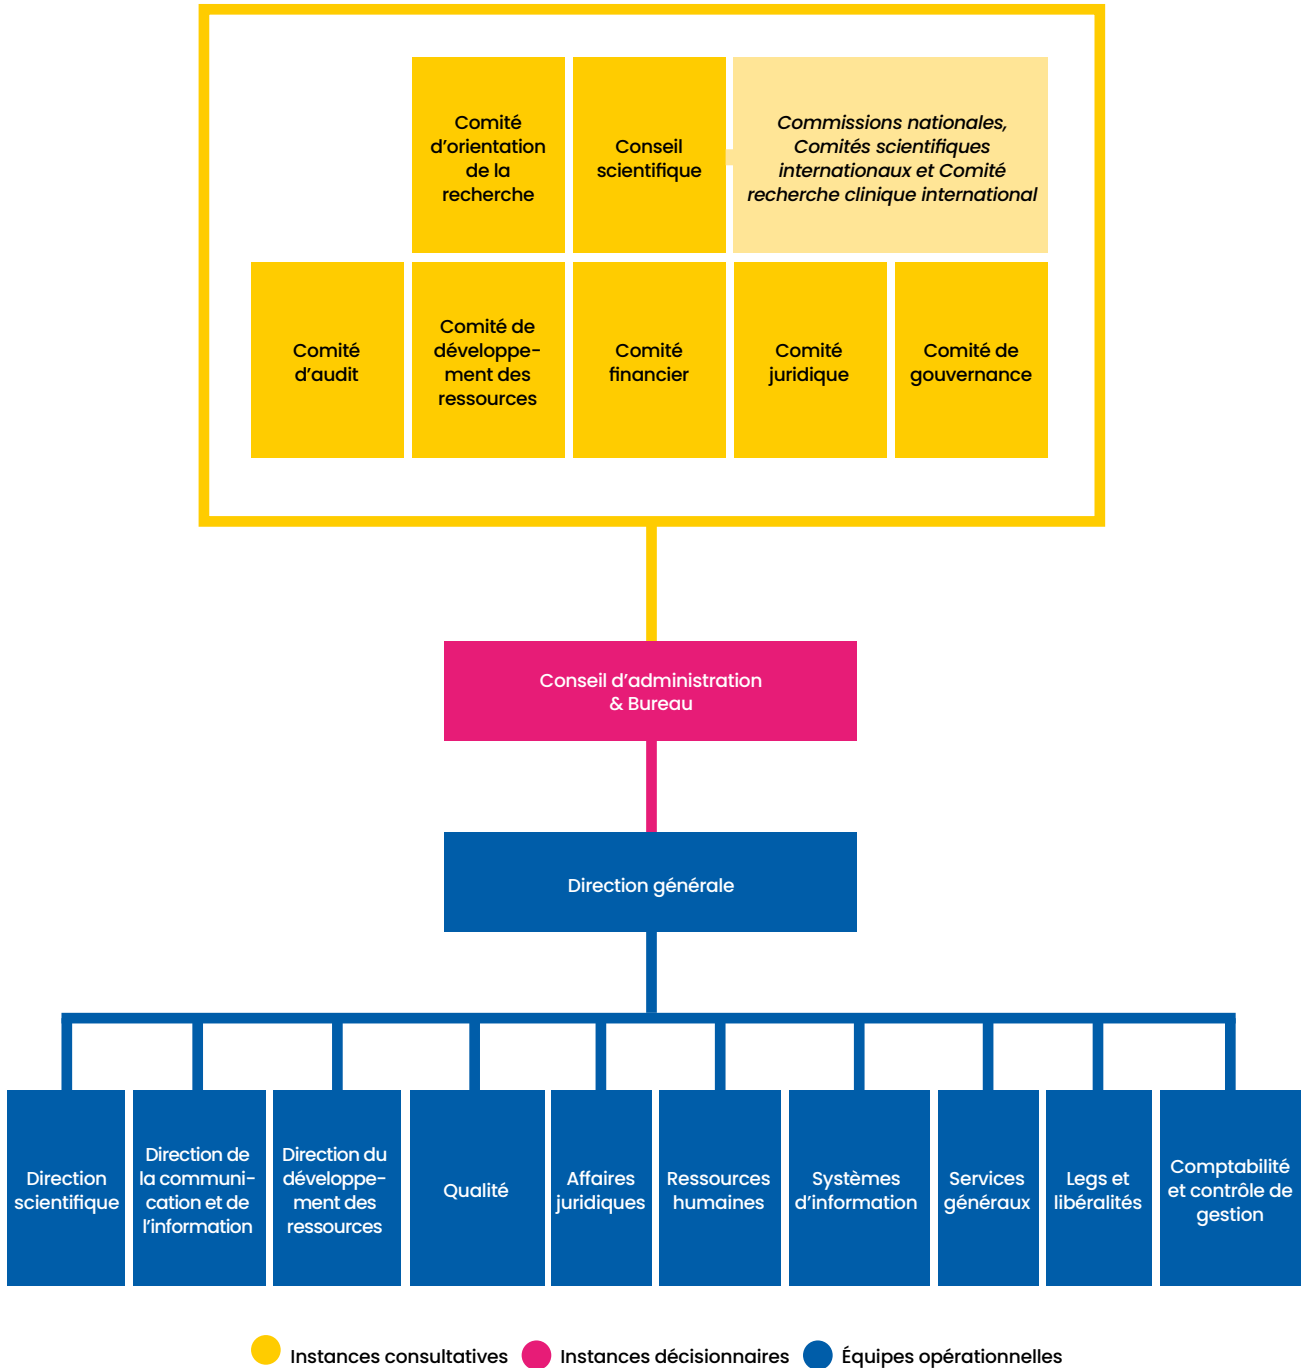 Comité
d’orientation
de la
recherche
Conseil
scientifique
Commissions nationales,
Comités scientifiques
internationaux et Comité
recherche clinique international
Comité
d’audit
Comité de
développe-
ment des
ressources
Comité
financier
Comité
juridique
Comité de
gouvernance
Conseil d’administration
& Bureau
Direction générale
Direction
scientifique
Direction de
la communi-
cation et de
l’information
Direction du
développe-
ment des
ressources
Qualité
Affaires
juridiques
Ressources
humaines
Systèmes
d’information
Services
généraux
Legs et
libéralités
Comptabilité
et contrôle de
gestion
Instances consultatives
Instances décisionnaires
Équipes opérationnelles